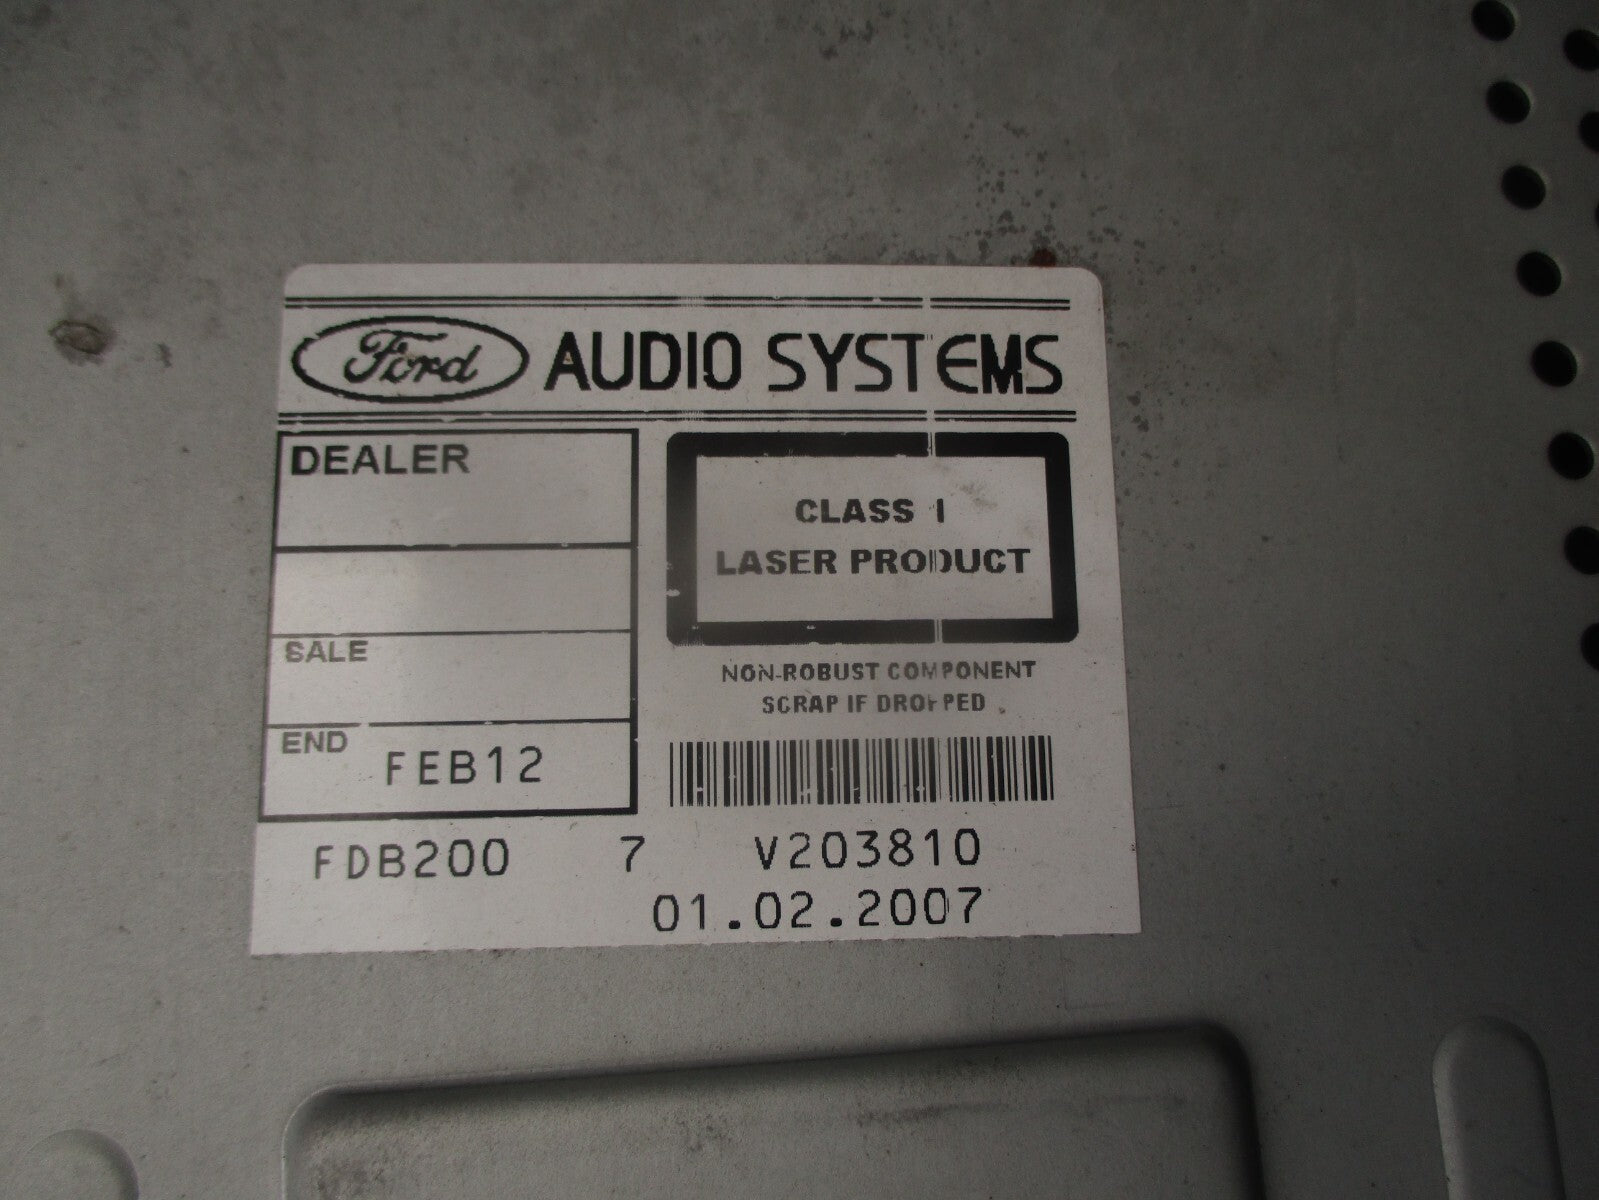 Ford AUDIO SYSTEMS
DEALER
CLASS 1
LASER PRODUCT
SALE
NON-ROBUST COMPONENT
SCRAP IF DROPPED
END
FEB12
FDB200 7 V203810
01.02.2007